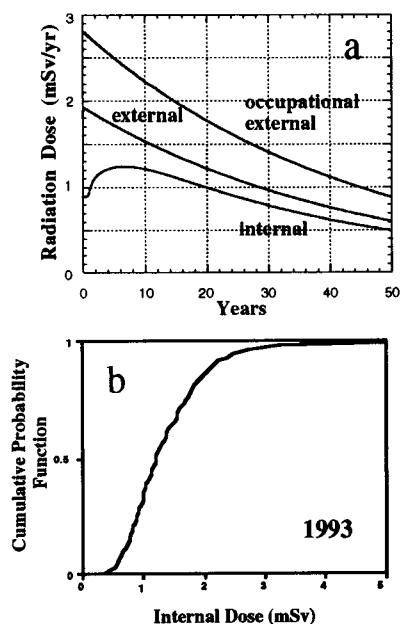 a
Radiation Dose (mSv/yr)
3
2
1
0
external
occupational
external
internal
0 10 20 30 40 50
Years
b
Cumulative Probability
Function
1
0.5
0
1993
0 1 2 3 4 5
Internal Dose (mSv)